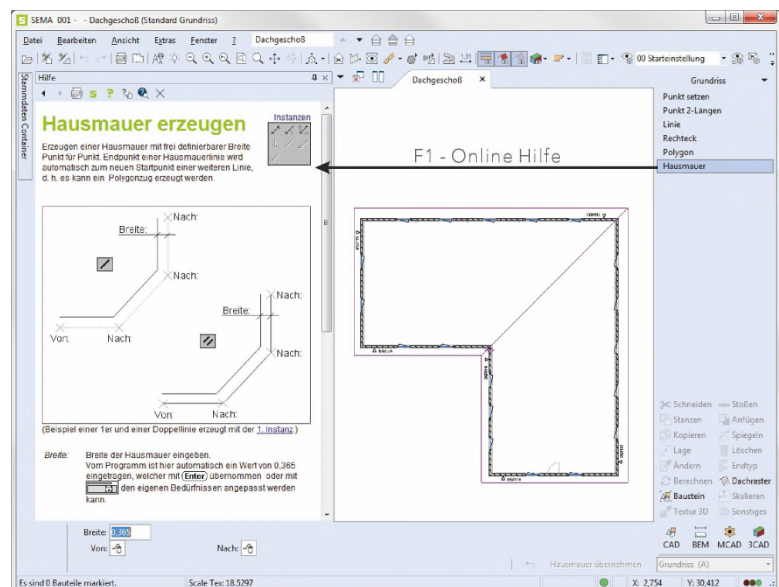 SEMA 001 - - Dachgeschoß (Standard Grundriss)
Datei Bearbeiten Ansicht Extras Fenster ? Dachgeschoß
00 Starteinstellung
Stammdaten Container
Hilfe
Hausmauer erzeugen
Instanzen
Erzeugen einer Hausmauer mit frei definierbarer Breite
Punkt für Punkt. Endpunkt einer Hausmauerlinie wird
automatisch zum neuen Startpunkt einer weiteren Linie,
d. h. es kann ein Polygonzug erzeugt werden.
Nach:
Breite:
Nach:
Von: Nach:
Nach:
Breite:
Nach:
Von: Nach:
(Beispiel einer 1er und einer Doppellinie erzeugt mit der 1. Instanz.)
Breite: Breite der Hausmauer eingeben.
Vom Programm ist hier automatisch ein Wert von 0,365
eingetragen, welcher mit (Enter) übernommen oder mit
den eigenen Bedürfnissen angepasst werden
kann.
Dachgeschoß
F1 - Online Hilfe
Grundriss
Punkt setzen
Punkt 2-Längen
Linie
Rechteck
Polygon
Hausmauer
Schneiden Stoßen
Stanzen Anfügen
Kopieren Spiegeln
Lage Löschen
Ändern Endtyp
Berechnen Dachraster
Baustein Skalieren
Textur 3D Sonstiges
CAD BEM MCAD 3CAD
Breite: 0,365
Von: Nach:
Hausmauer übernehmen Grundriss (A)
Es sind 0 Bauteile markiert. Scale Tex: 18.5297 X: 2,754 Y: 30,412